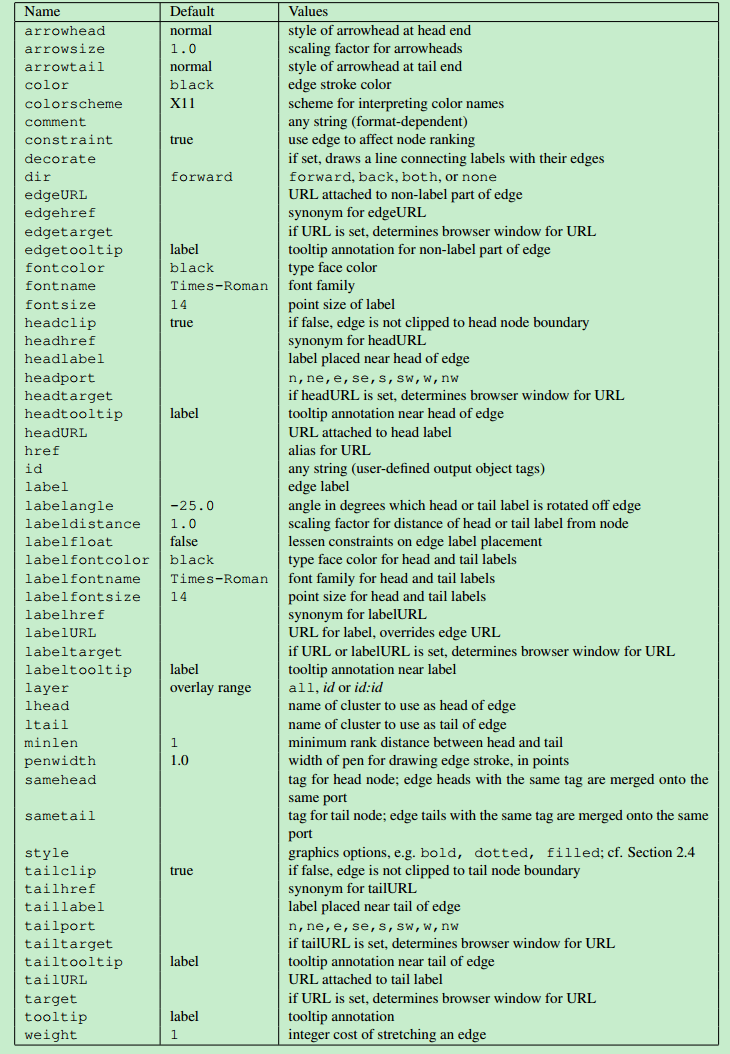 Name Default Values
arrowhead normal style of arrowhead at head end
arrowsize 1.0 scaling factor for arrowheads
arrowtail normal style of arrowhead at tail end
color black edge stroke color
colorscheme X11 scheme for interpreting color names
comment any string (format-dependent)
constraint true use edge to affect node ranking
decorate if set, draws a line connecting labels with their edges
dir forward forward, back, both, or none
edgeURL URL attached to non-label part of edge
edgehref synonym for edgeURL
edgetarget if URL is set, determines browser window for URL
edgetooltip label tooltip annotation for non-label part of edge
fontcolor black type face color
fontname Times-Roman font family
fontsize 14 point size of label
headclip true if false, edge is not clipped to head node boundary
headhref synonym for headURL
headlabel label placed near head of edge
headport n,ne,e,se,s,sw,w,nw
headtarget if headURL is set, determines browser window for URL
headtooltip label tooltip annotation near head of edge
headURL URL attached to head label
href alias for URL
id any string (user-defined output object tags)
label edge label
labelangle -25.0 angle in degrees which head or tail label is rotated off edge
labeldistance 1.0 scaling factor for distance of head or tail label from node
labelfloat false lessen constraints on edge label placement
labelfontcolor black type face color for head and tail labels
labelfontname Times-Roman font family for head and tail labels
labelfontsize 14 point size for head and tail labels
labelhref synonym for labelURL
labelURL URL for label, overrides edge URL
labeltarget if URL or labelURL is set, determines browser window for URL
labeltooltip label tooltip annotation near label
layer overlay range all, id or id:id
lhead name of cluster to use as head of edge
ltail name of cluster to use as tail of edge
minlen 1 minimum rank distance between head and tail
penwidth 1.0 width of pen for drawing edge stroke, in points
samehead tag for head node; edge heads with the same tag are merged onto the
same port
sametail tag for tail node; edge tails with the same tag are merged onto the same
port
style graphics options, e.g. bold, dotted, filled; cf. Section 2.4
tailclip true if false, edge is not clipped to tail node boundary
tailhref synonym for tailURL
taillabel label placed near tail of edge
tailport n,ne,e,se,s,sw,w,nw
tailtarget if tailURL is set, determines browser window for URL
tailtooltip label tooltip annotation near tail of edge
tailURL URL attached to tail label
target if URL is set, determines browser window for URL
tooltip label tooltip annotation
weight 1 integer cost of stretching an edge